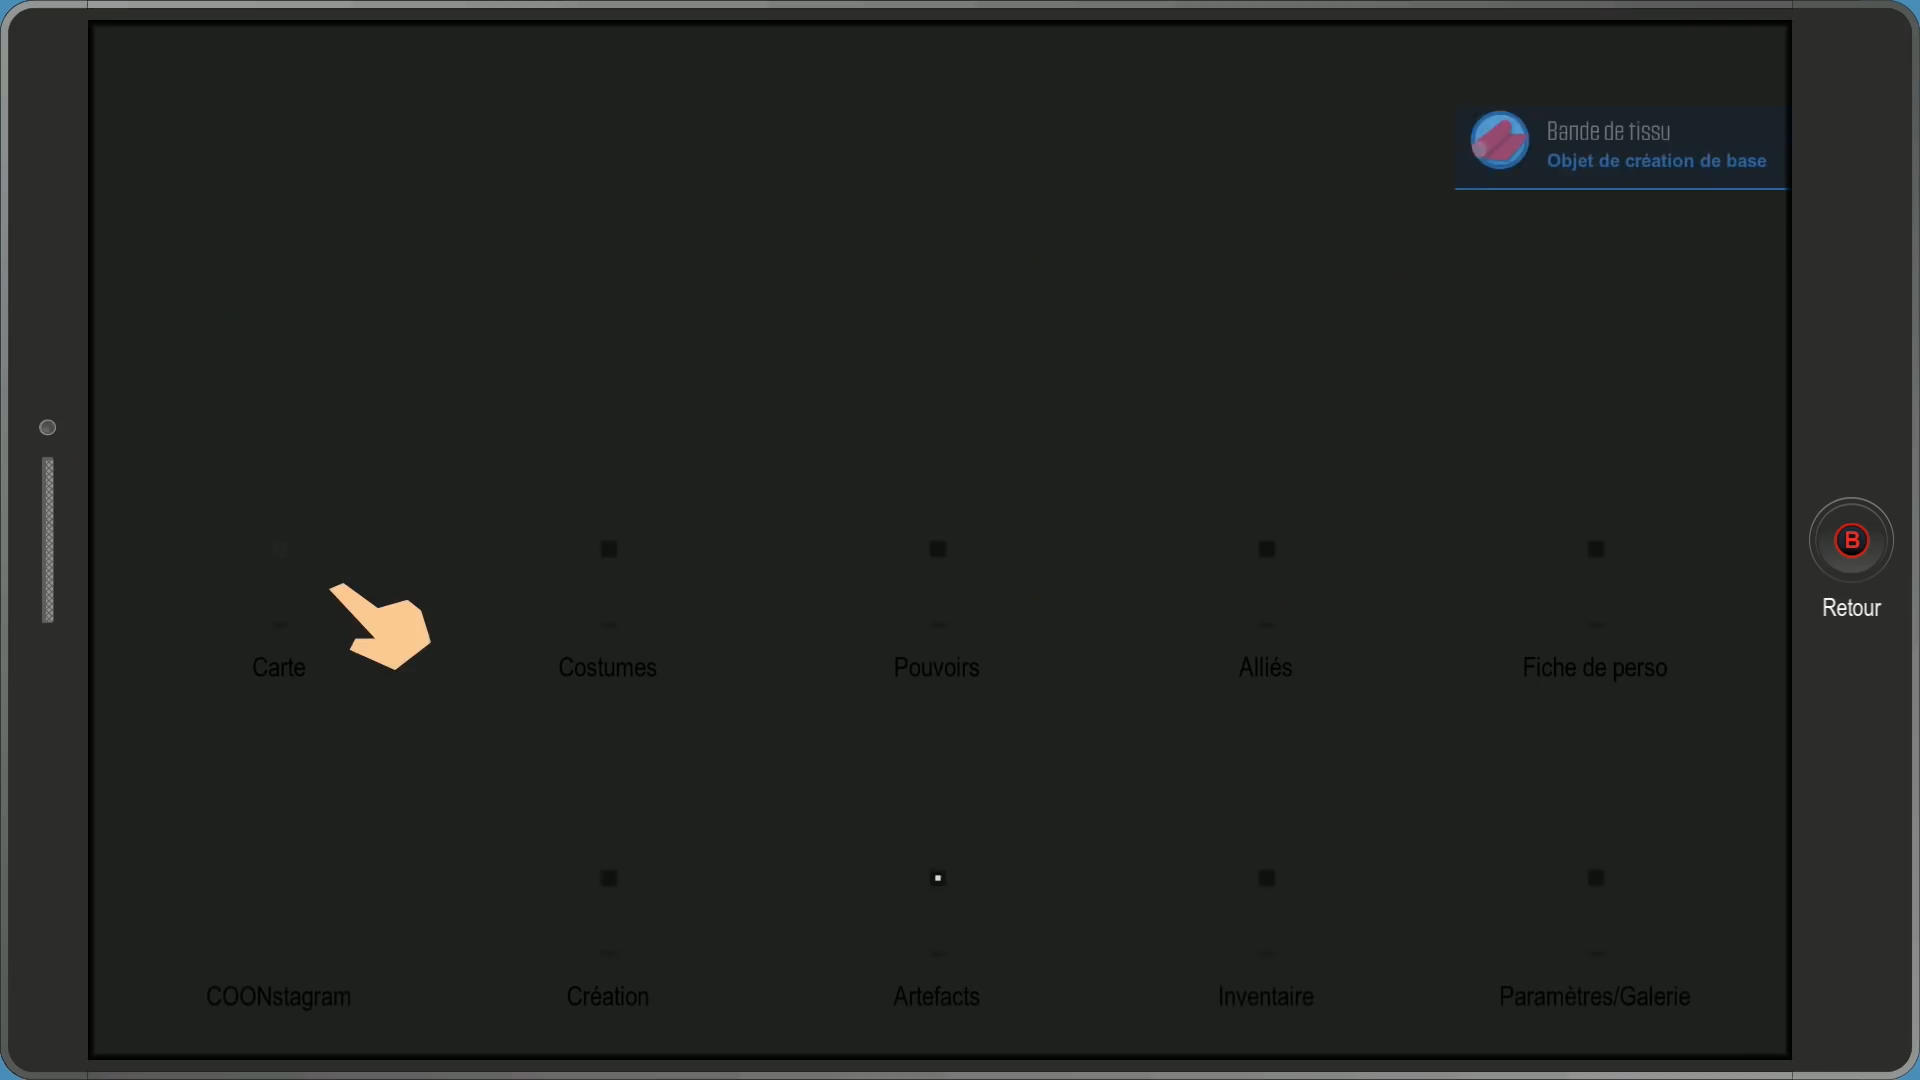 Bande de tissu
Objet de création de base
B
Retour
Carte
Costumes
Pouvoirs
Alliés
Fiche de perso
COONstagram
Création
Artefacts
Inventaire
Paramètres/Galerie